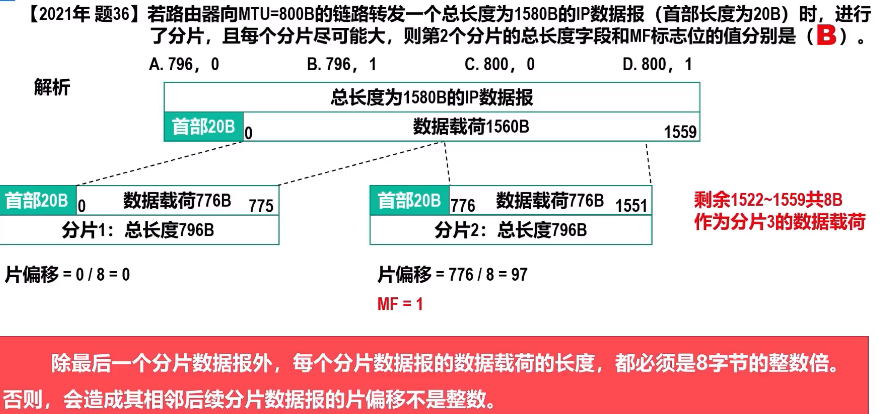 【2021年 题36】若路由器向MTU=800B的链路转发一个总长度为1580B的IP数据报（首部长度为20B）时，进行
了分片，且每个分片尽可能大，则第2个分片的总长度字段和MF标志位的值分别是（B）。
A. 796，0 B. 796，1 C. 800，0 D. 800，1
解析
总长度为1580B的IP数据报
首部20B 0 数据载荷1560B 1559
首部20B 0 数据载荷776B 775
分片1：总长度796B
首部20B 776 数据载荷776B 1551
分片2：总长度796B
剩余1522~1559共8B
作为分片3的数据载荷
片偏移 = 0 / 8 = 0
片偏移 = 776 / 8 = 97
MF = 1
除最后一个分片数据报外，每个分片数据报的数据载荷的长度，都必须是8字节的整数倍。
否则，会造成其相邻后续分片数据报的片偏移不是整数。